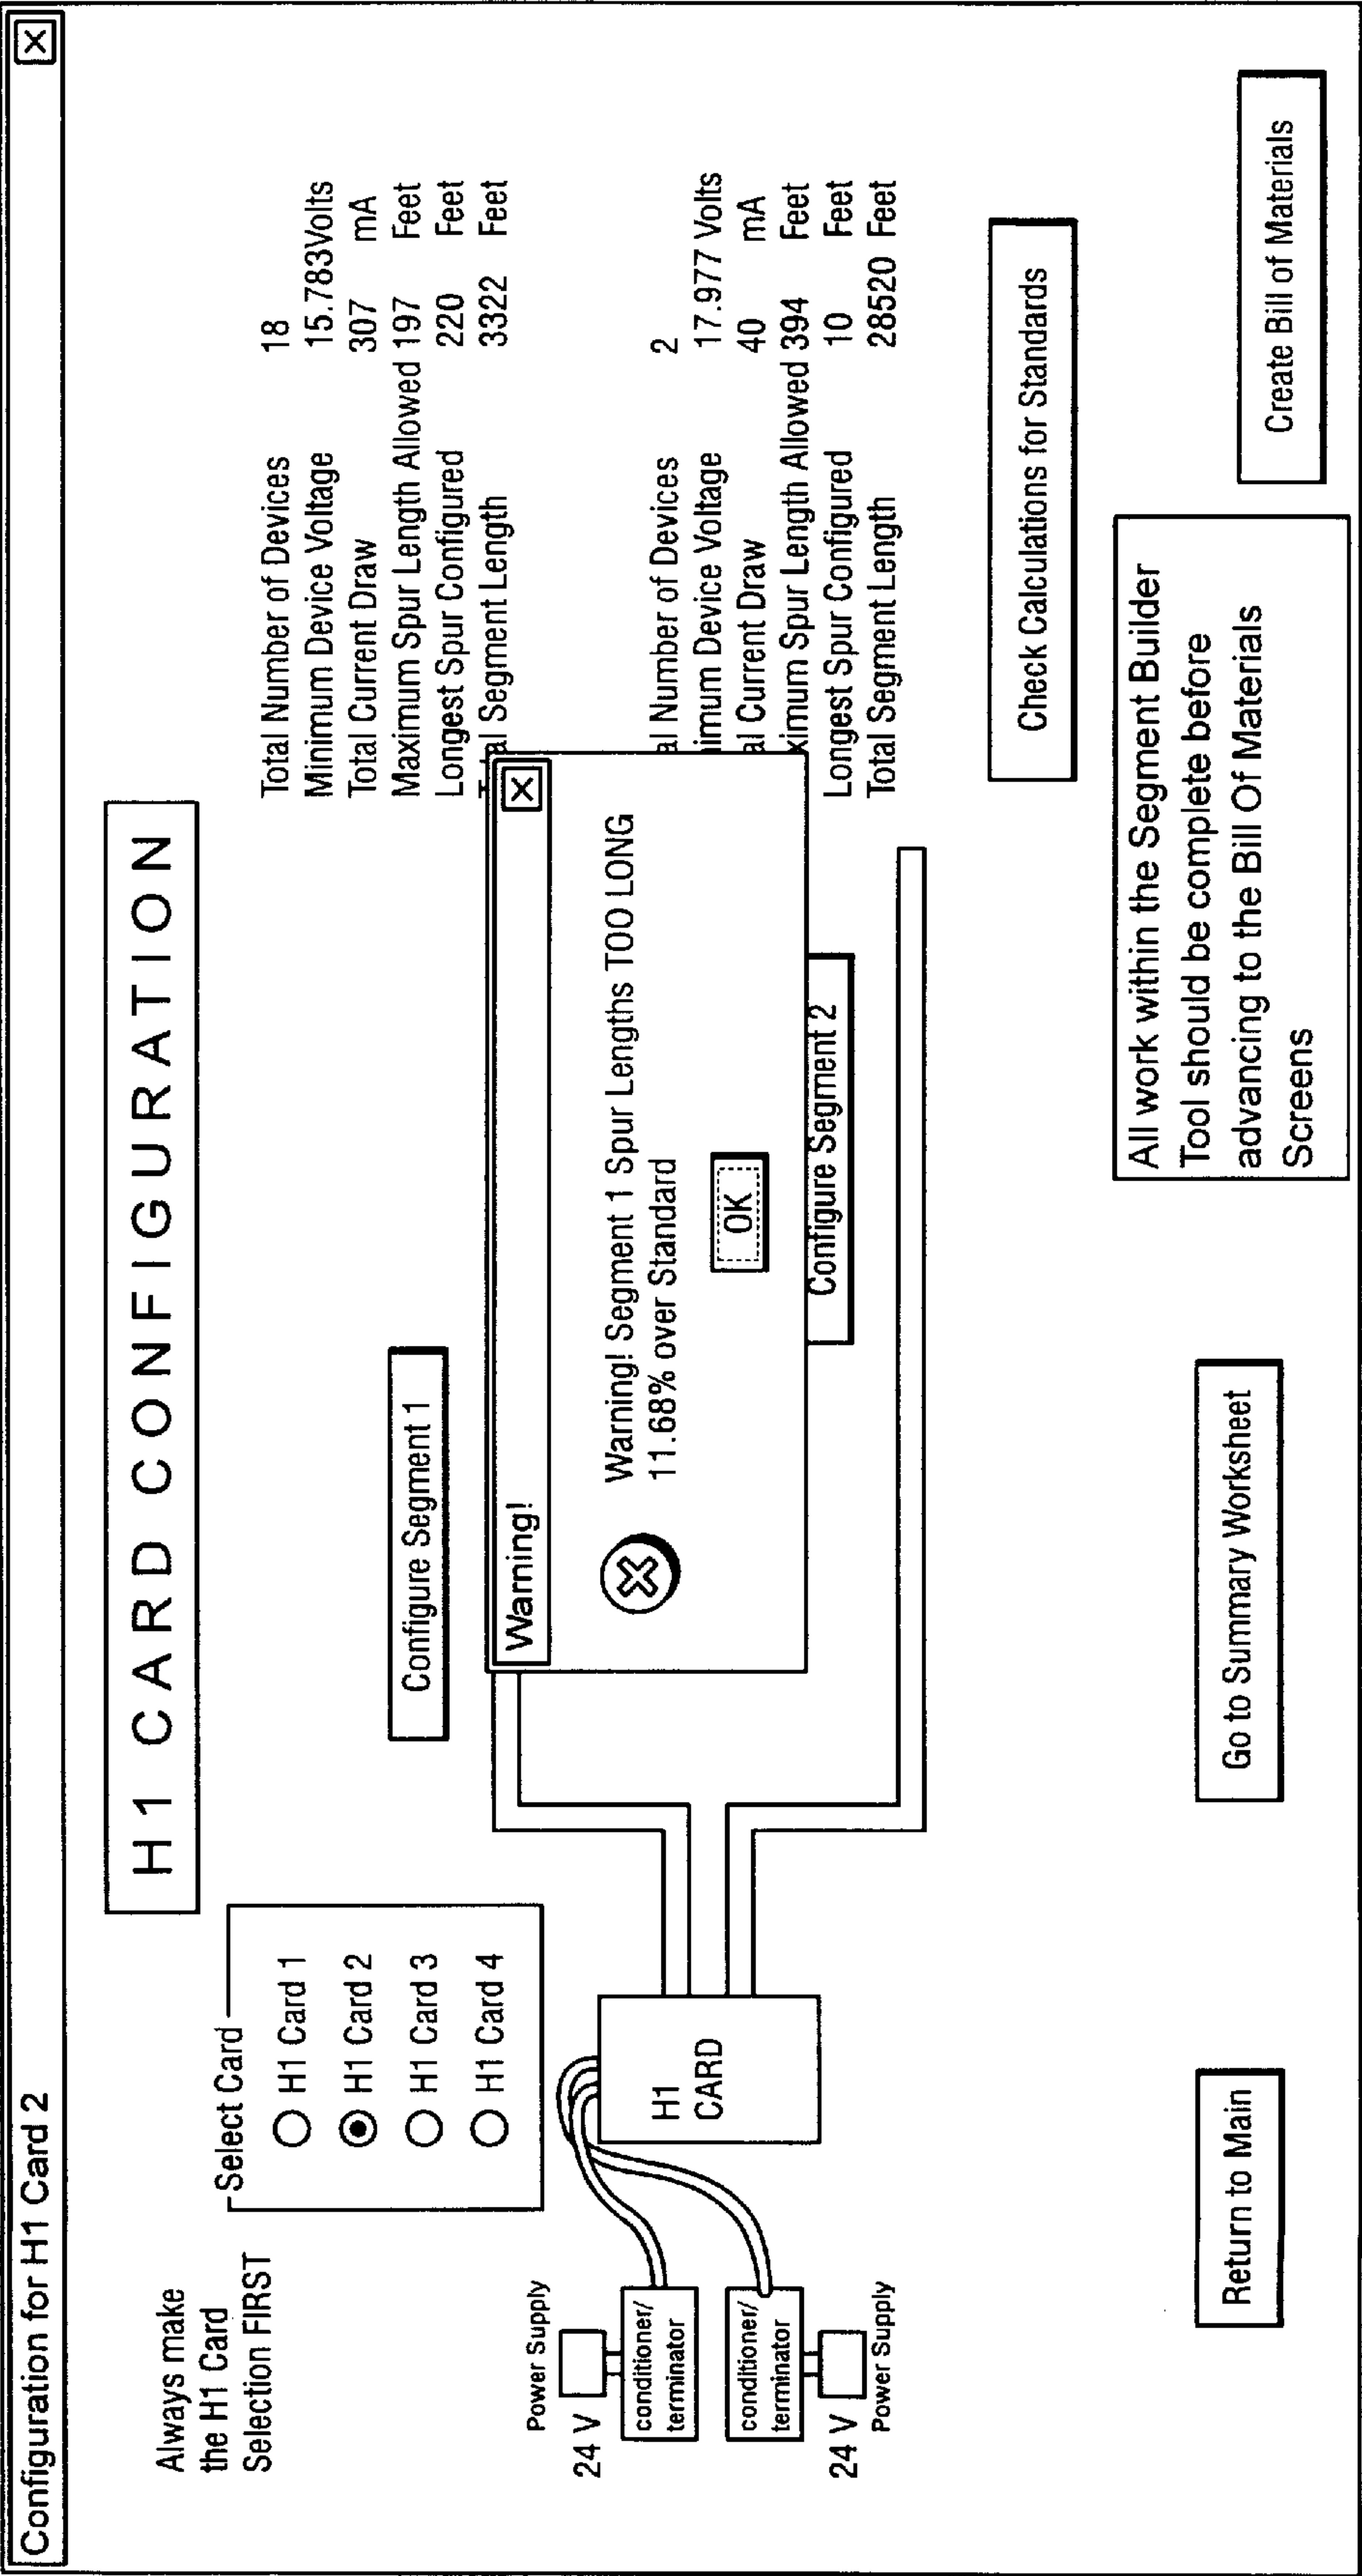 Configuration for H1 Card 2
H1 CARD CONFIGURATION
Always make
the H1 Card
Selection FIRST
Select Card
H1 Card 1
H1 Card 2
H1 Card 3
H1 Card 4
Configure Segment 1
Total Number of Devices 18
Minimum Device Voltage 15.783Volts
Total Current Draw 307 mA
Maximum Spur Length Allowed 197 Feet
Longest Spur Configured 220 Feet
al Segment Length 3322 Feet
Power Supply
24 V
conditioner/
terminator
conditioner/
terminator
24 V
Power Supply
H1
CARD
Warning!
Warning! Segment 1 Spur Lengths TOO LONG
11.68% over Standard
OK
Configure Segment 2
al Number of Devices 2
imum Device Voltage 17.977 Volts
al Current Draw 40 mA
ximum Spur Length Allowed 394 Feet
Longest Spur Configured 10 Feet
Total Segment Length 28520 Feet
Check Calculations for Standards
All work within the Segment Builder
Tool should be complete before
advancing to the Bill Of Materials
Screens
Return to Main
Go to Summary Worksheet
Create Bill of Materials